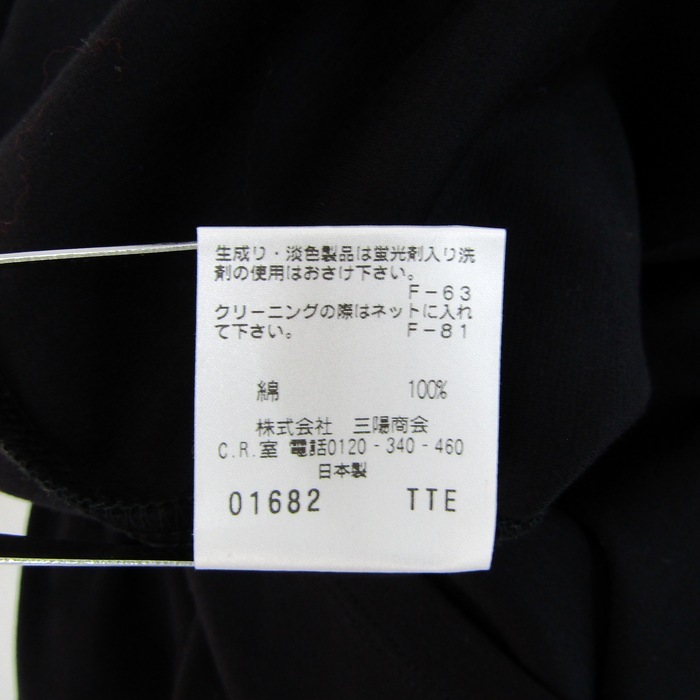 生成り・淡色製品は蛍光剤入り洗
剤の使用はおさけ下さい。
F-63
クリーニングの際はネットに入れ
て下さい。 F-81
綿 100%
株式会社 三陽商会
C.R.室 電話0120-340-460
日本製
01682 TTE